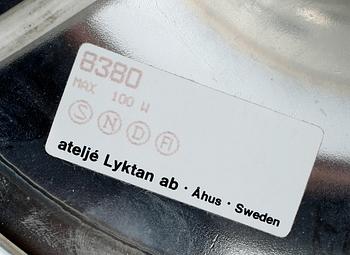 8380
MAX 100 W
S N D FI
ateljé Lyktan ab · Åhus · Sweden